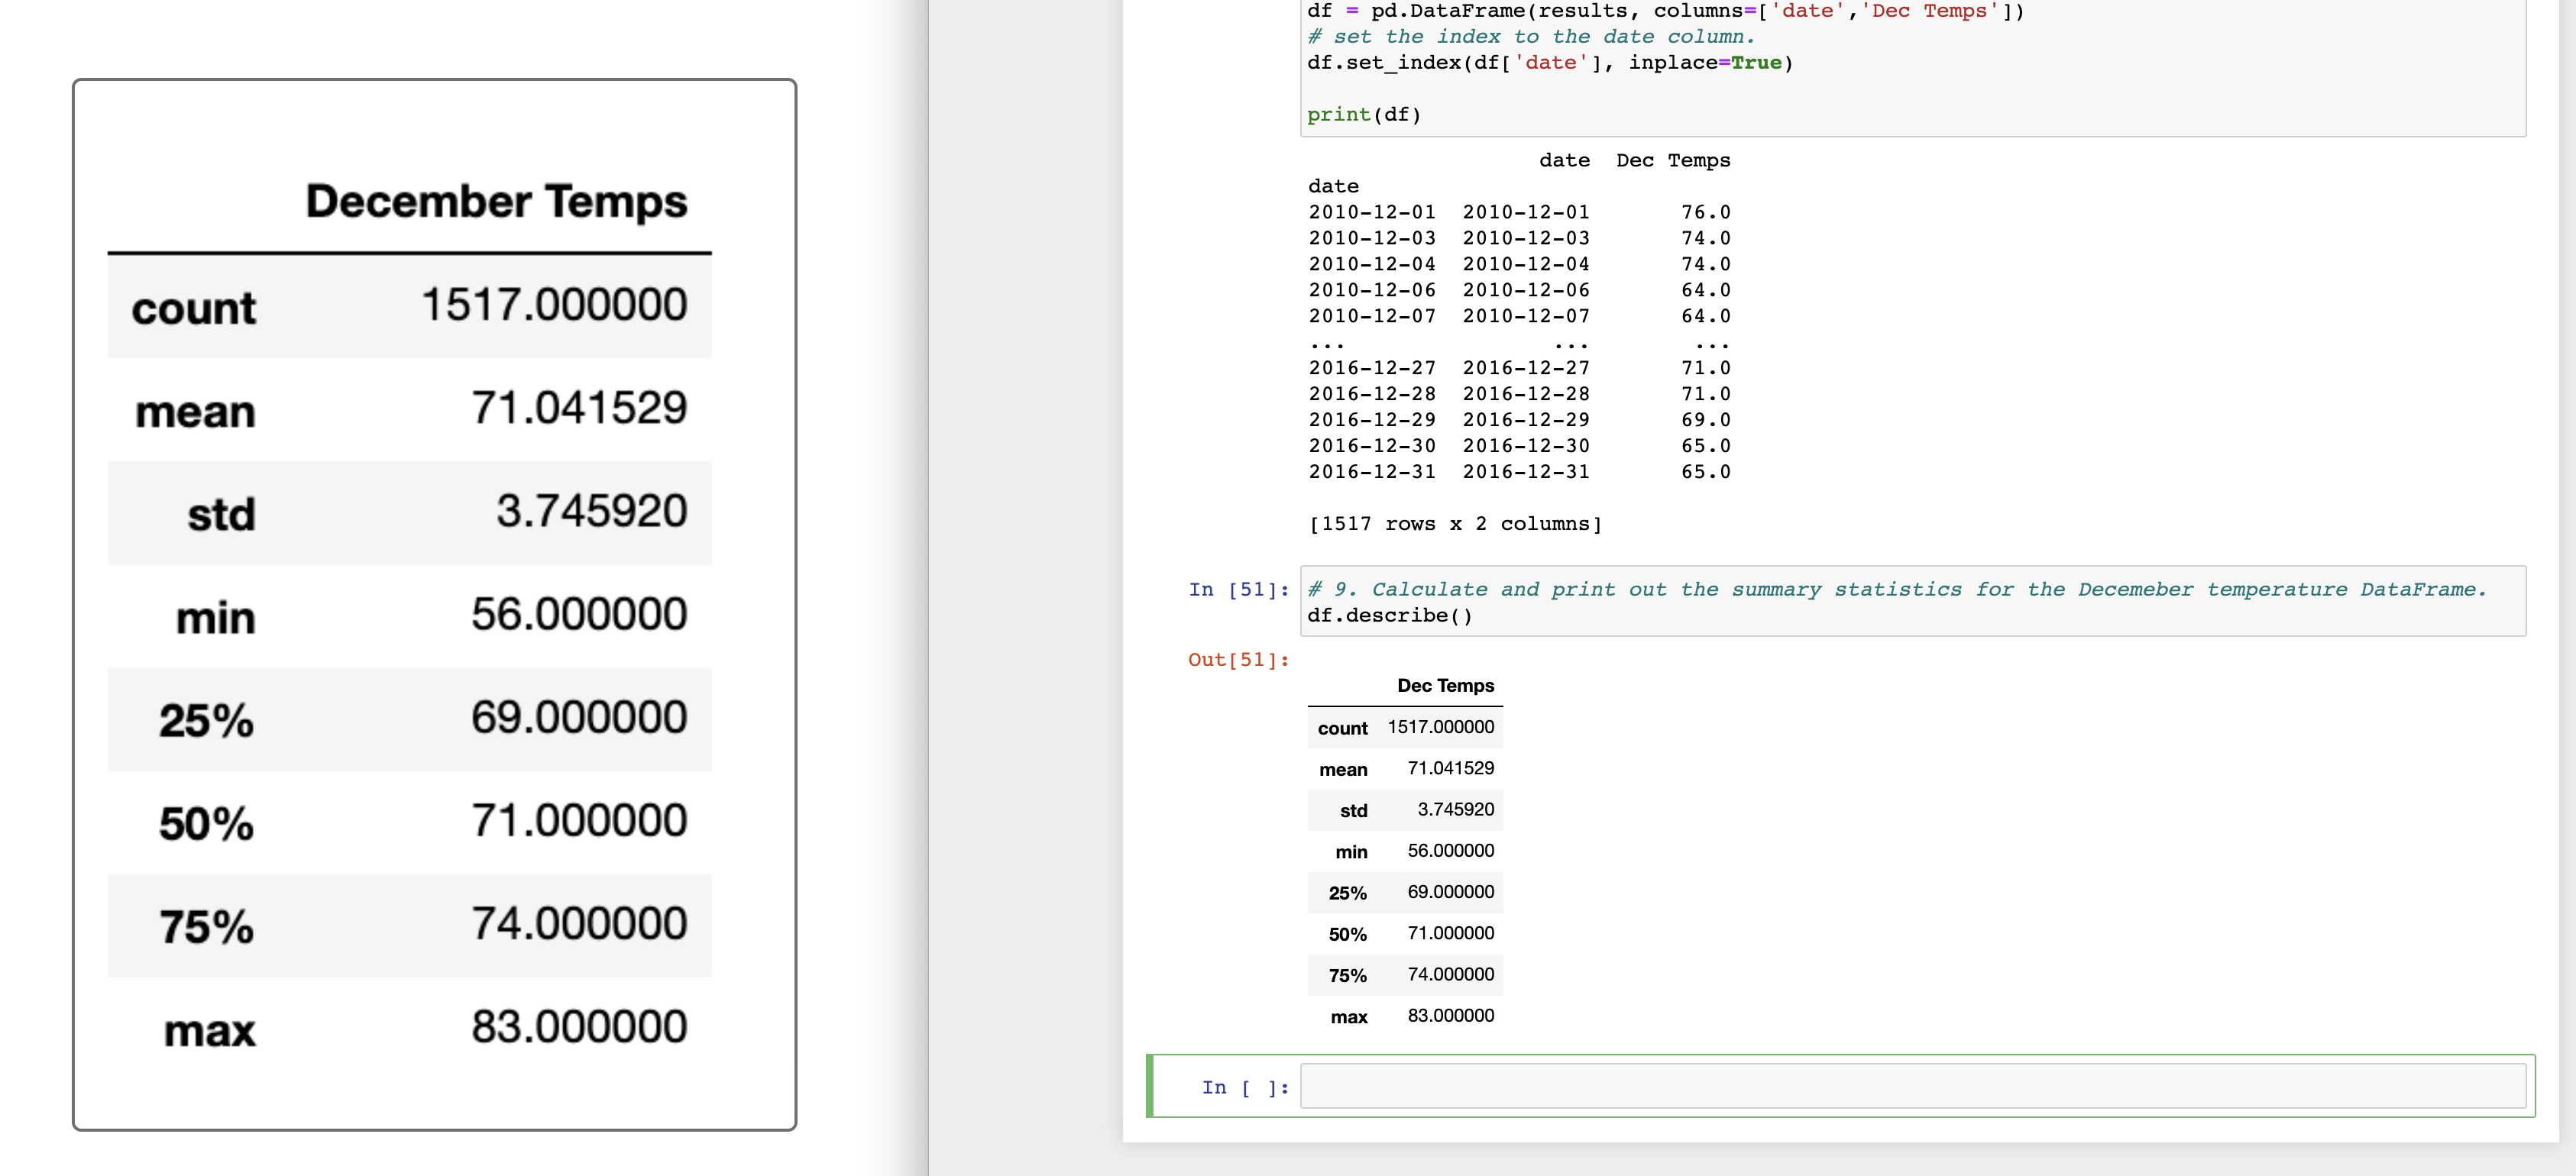 December Temps
count 1517.000000
mean 71.041529
std 3.745920
min 56.000000
25% 69.000000
50% 71.000000
75% 74.000000
max 83.000000
df = pd.DataFrame(results, columns=['date','Dec Temps'])
# set the index to the date column.
df.set_index(df['date'], inplace=True)
print(df)
date Dec Temps
date
2010-12-01 2010-12-01 76.0
2010-12-03 2010-12-03 74.0
2010-12-04 2010-12-04 74.0
2010-12-06 2010-12-06 64.0
2010-12-07 2010-12-07 64.0
... ... ...
2016-12-27 2016-12-27 71.0
2016-12-28 2016-12-28 71.0
2016-12-29 2016-12-29 69.0
2016-12-30 2016-12-30 65.0
2016-12-31 2016-12-31 65.0
[1517 rows x 2 columns]
In [51]: # 9. Calculate and print out the summary statistics for the Decemeber temperature DataFrame.
df.describe()
Out[51]:
Dec Temps
count 1517.000000
mean 71.041529
std 3.745920
min 56.000000
25% 69.000000
50% 71.000000
75% 74.000000
max 83.000000
In [ ]: